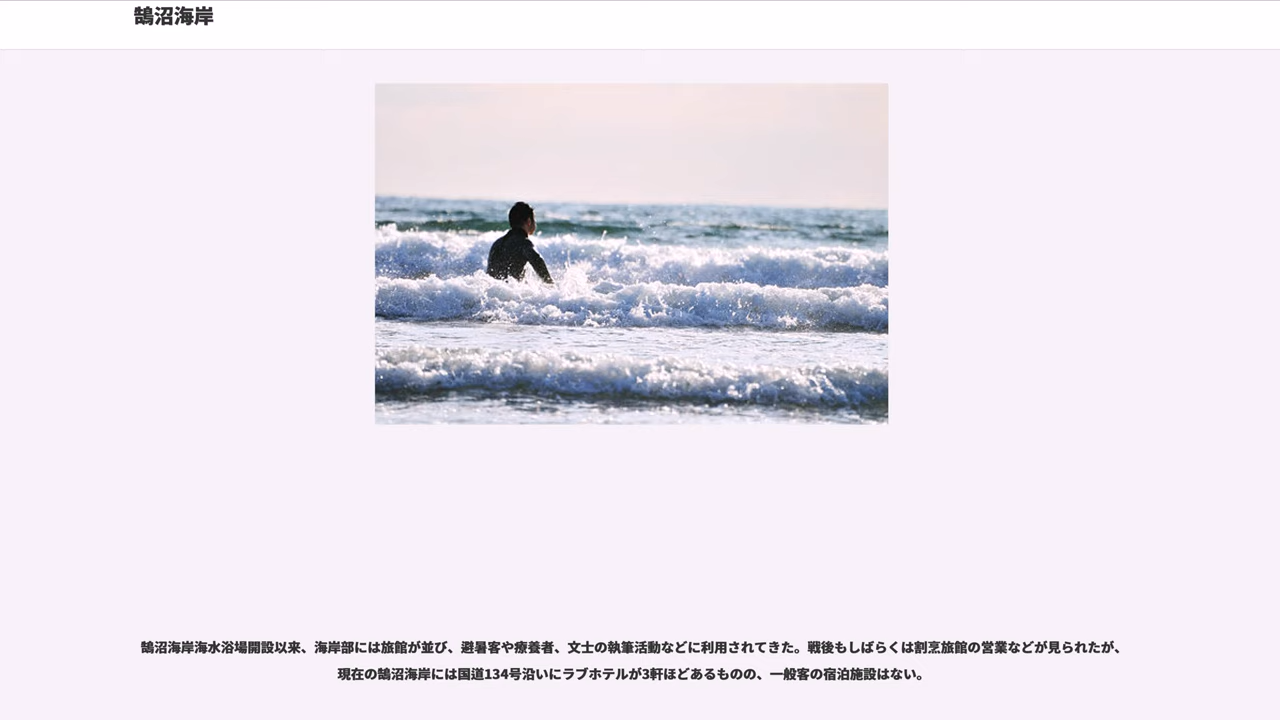 鵠沼海岸
鵠沼海岸海水浴場開設以来、海岸部には旅館が並び、避暑客や療養者、文士の執筆活動などに利用されてきた。戦後もしばらくは割烹旅館の営業などが見られたが、
現在の鵠沼海岸には国道134号沿いにラブホテルが3軒ほどあるものの、一般客の宿泊施設はない。